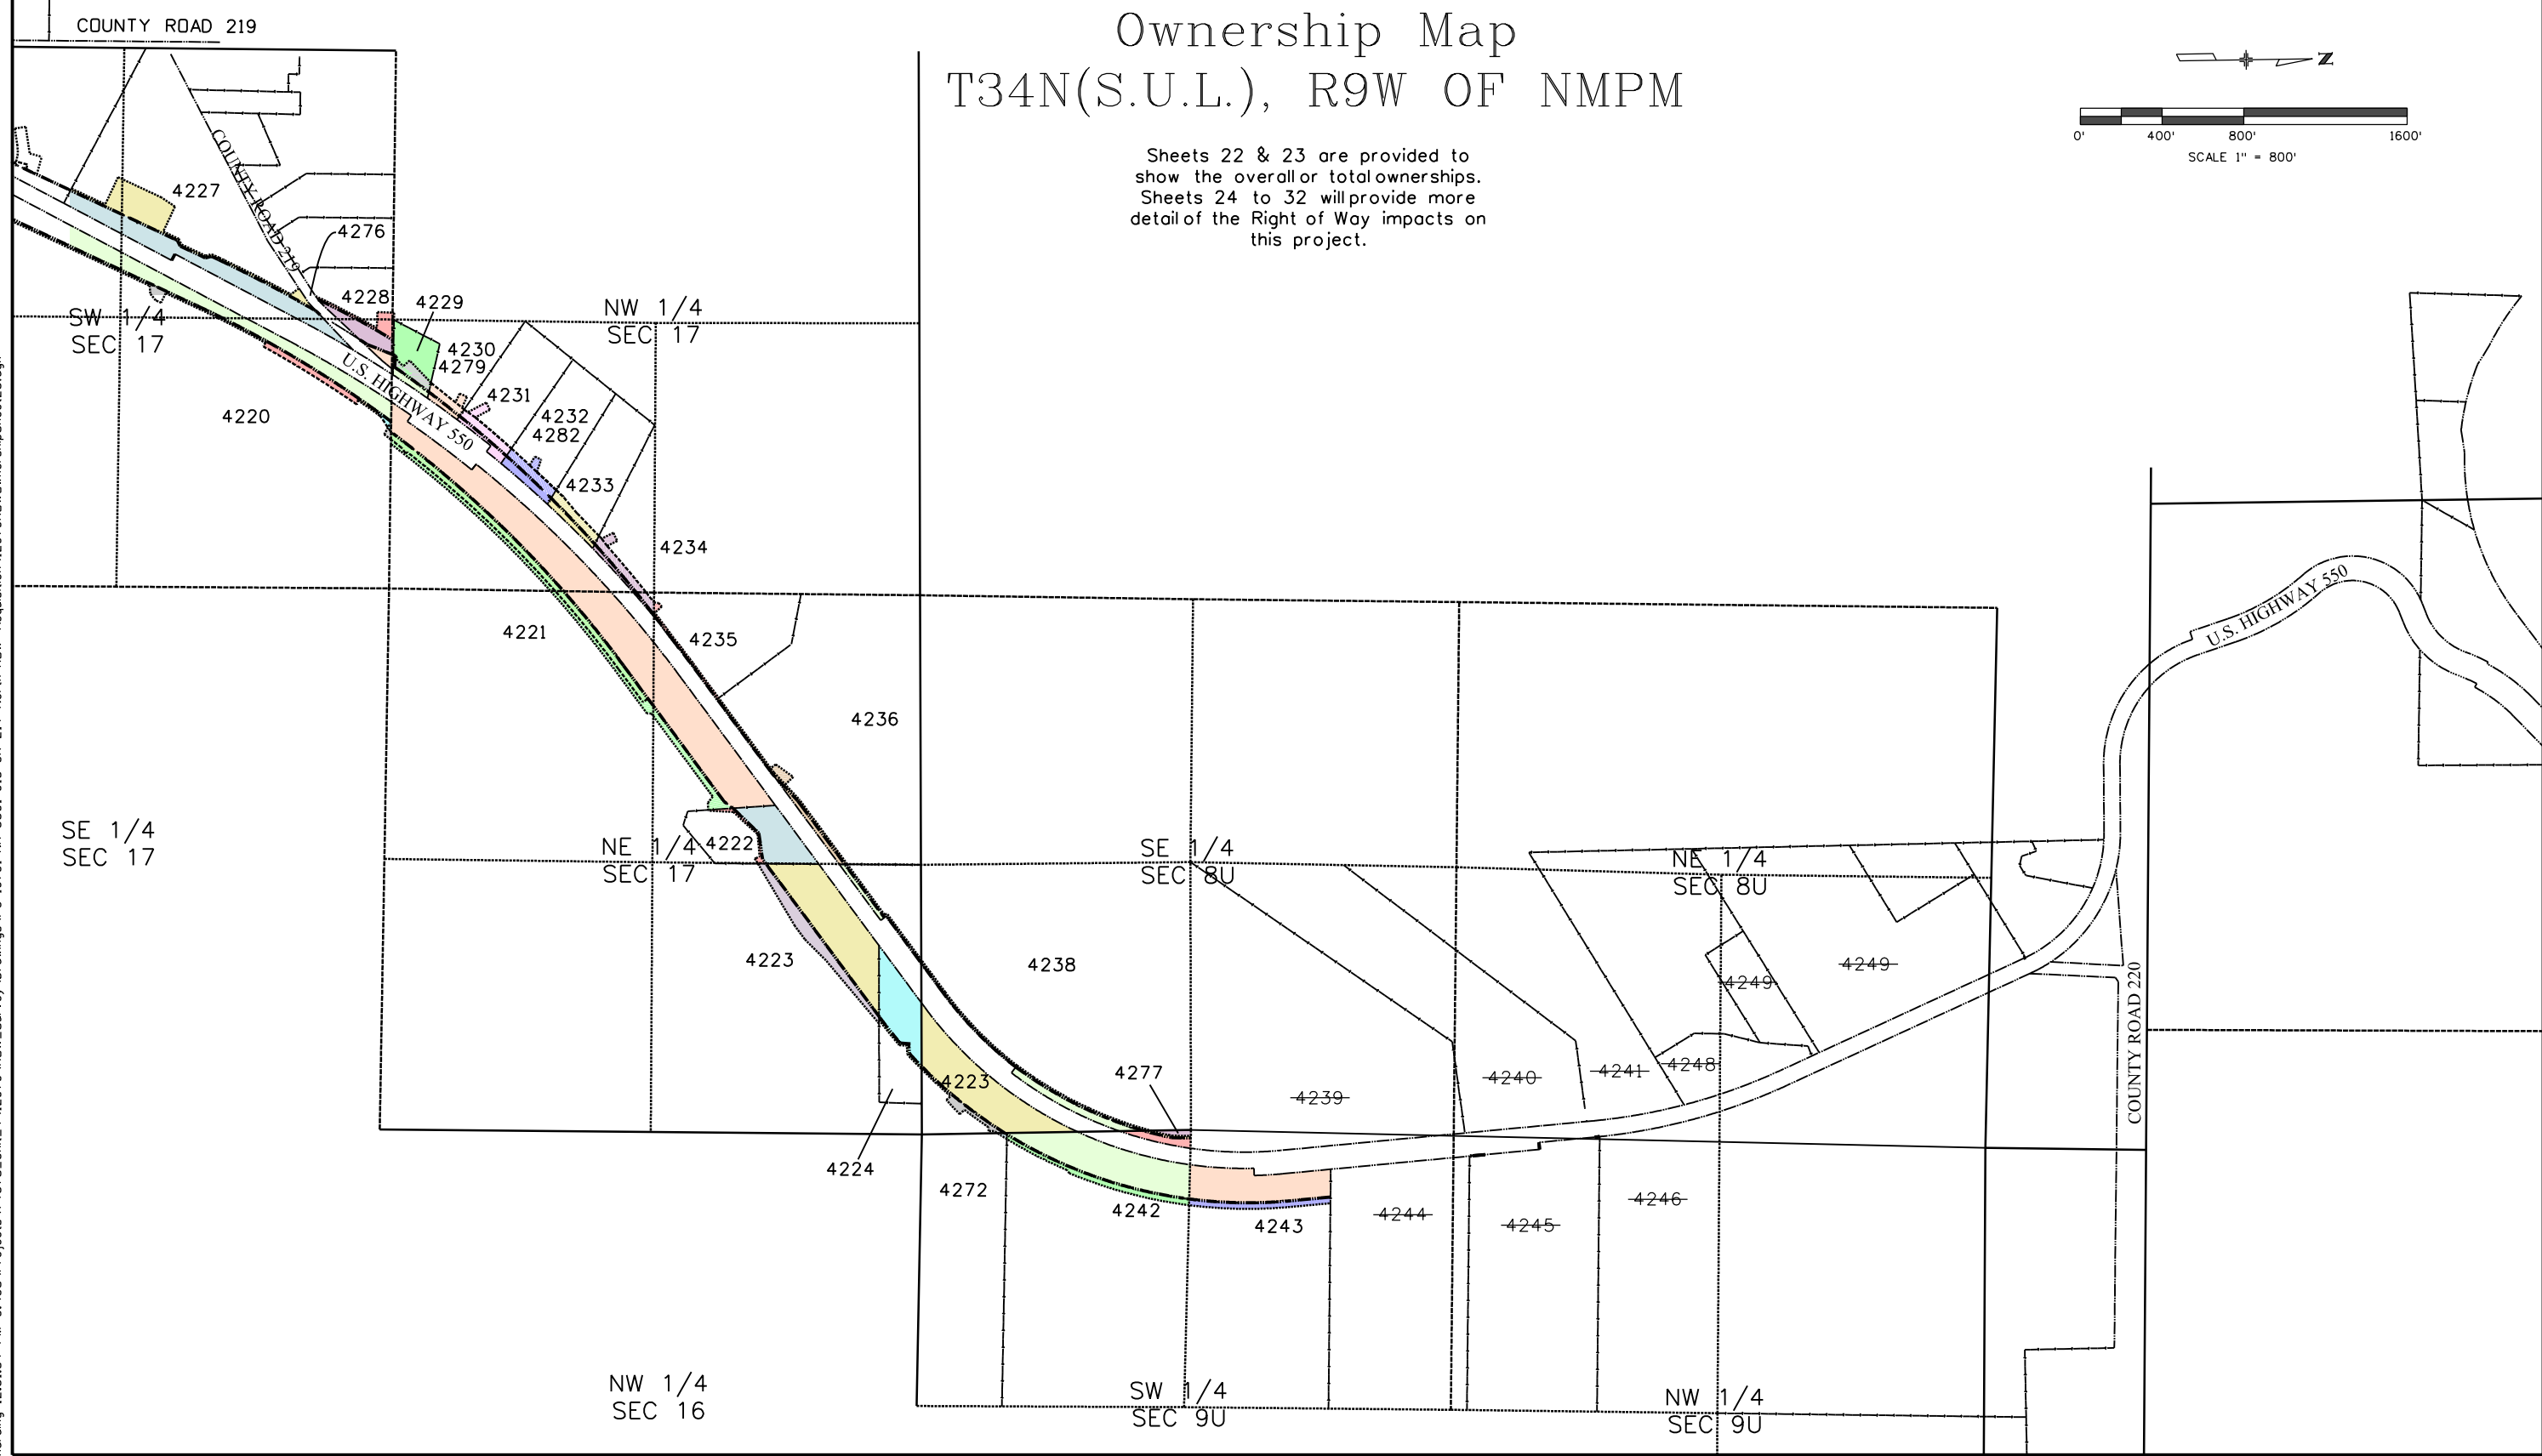 COUNTY ROAD 219
Ownership Map
T34N(S.U.L.), R9W OF NMPM
Sheets 22 & 23 are provided to
show the overall or total ownerships.
Sheets 24 to 32 will provide more
detail of the Right of Way impacts on
this project.
N
0' 400' 800' 1600'
SCALE 1" = 800'
4227
COUNTY ROAD 219
4276
4228
4229
SW 1/4
SEC 17
NW 1/4
SEC 17
4230
4279
U.S. HIGHWAY 550
4231
4220
4232
4282
4233
4234
4221
4235
U.S. HIGHWAY 550
4236
SE 1/4
SEC 17
NE 1/4
SEC 17
4222
SE 1/4
SEC 8U
NE 1/4
SEC 8U
4223
4238
4249
4249
4223
4277
4239
4240
4241
4248
COUNTY ROAD 220
4224
4272
4242
4243
4244
4245
4246
NW 1/4
SEC 16
SW 1/4
SEC 9U
NW 1/4
SEC 9U